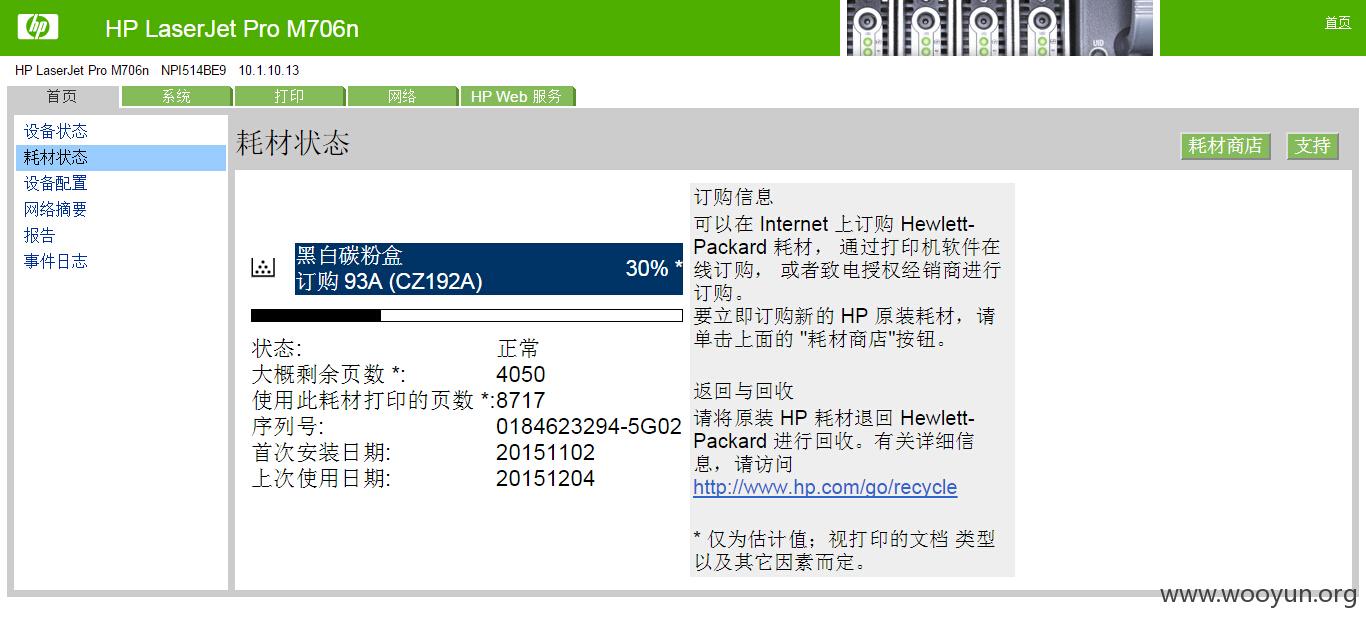 hp
HP LaserJet Pro M706n
UID
首页
HP LaserJet Pro M706n NPI514BE9 10.1.10.13
首页
系统
打印
网络
HP Web 服务
设备状态
耗材状态
设备配置
网络摘要
报告
事件日志
耗材状态
耗材商店
支持
黑白碳粉盒
订购 93A (CZ192A)
30% *
状态: 正常
大概剩余页数 *: 4050
使用此耗材打印的页数 *:8717
序列号: 0184623294-5G02
首次安装日期: 20151102
上次使用日期: 20151204
订购信息
可以在 Internet 上订购 Hewlett-
Packard 耗材， 通过打印机软件在
线订购， 或者致电授权经销商进行
订购。
要立即订购新的 HP 原装耗材，请
单击上面的 "耗材商店"按钮。
返回与回收
请将原装 HP 耗材退回 Hewlett-
Packard 进行回收。有关详细信
息，请访问
http://www.hp.com/go/recycle
* 仅为估计值；视打印的文档 类型
以及其它因素而定。
www.wooyun.org